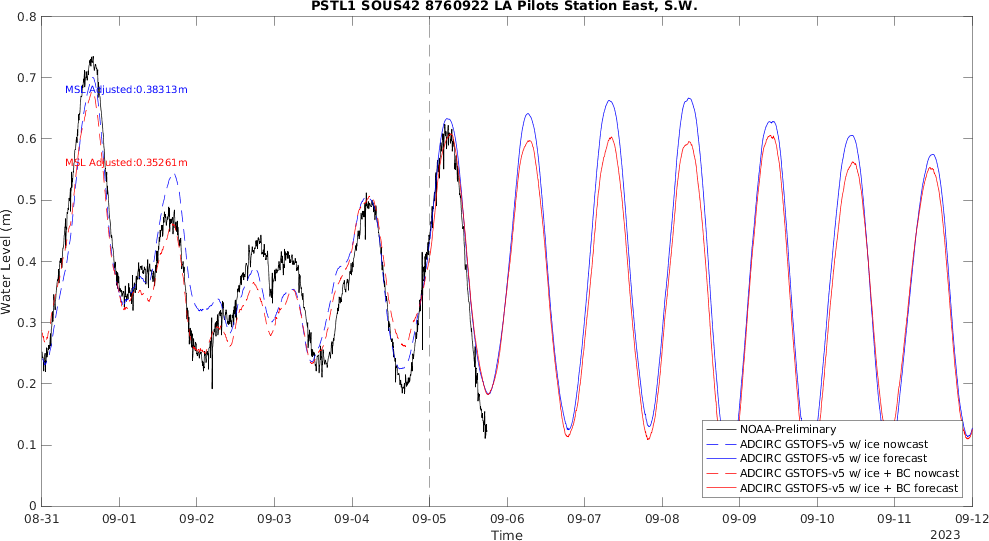 PSTL1 SOUS42 8760922 LA Pilots Station East, S.W.
0.8
0.7
0.6
0.5
0.4
0.3
0.2
0.1
0
Water Level (m)
MSL Adjusted:0.38313m
MSL Adjusted:0.35261m
NOAA-Preliminary
ADCIRC GSTOFS-v5 w/ ice nowcast
ADCIRC GSTOFS-v5 w/ ice forecast
ADCIRC GSTOFS-v5 w/ ice + BC nowcast
ADCIRC GSTOFS-v5 w/ ice + BC forecast
08-31 09-01 09-02 09-03 09-04 09-05 09-06 09-07 09-08 09-09 09-10 09-11 09-12
Time
2023